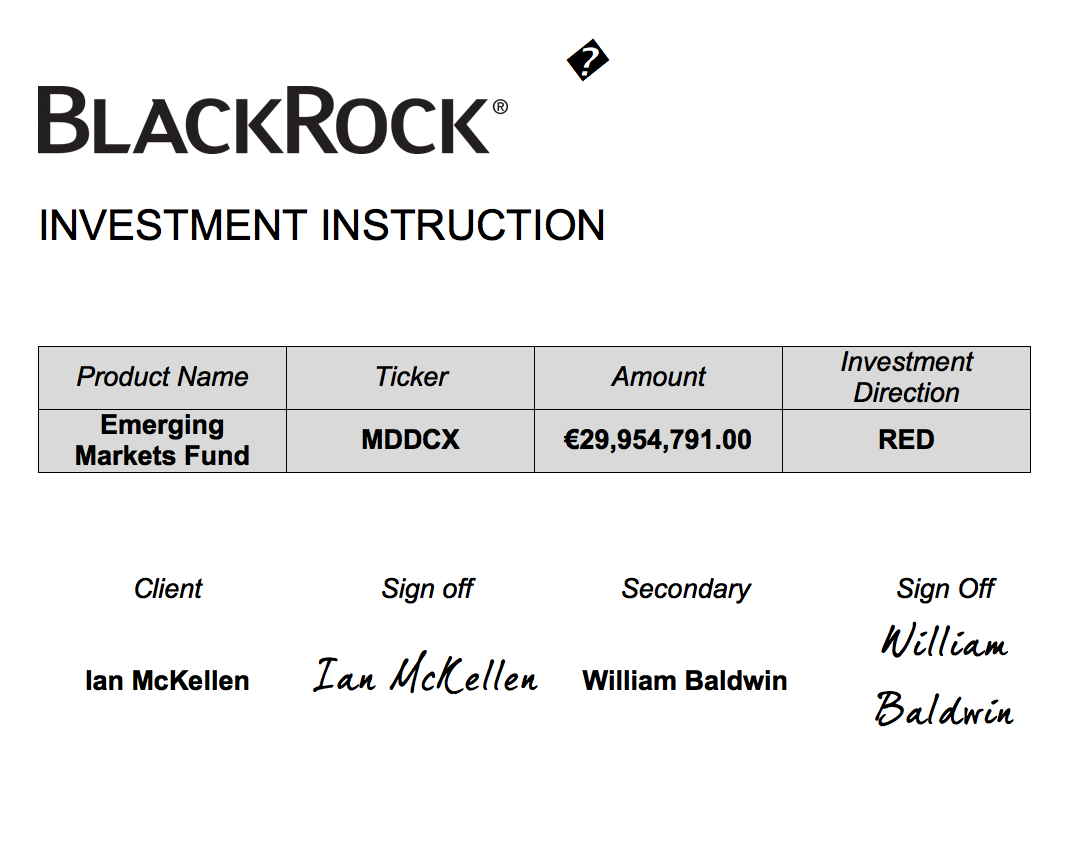 �
BLACKROCK®
INVESTMENT INSTRUCTION
Product Name Ticker Amount Investment Direction
Emerging Markets Fund MDDCX €29,954,791.00 RED
Client Sign off Secondary Sign Off
Ian McKellen Ian McKellen William Baldwin William Baldwin